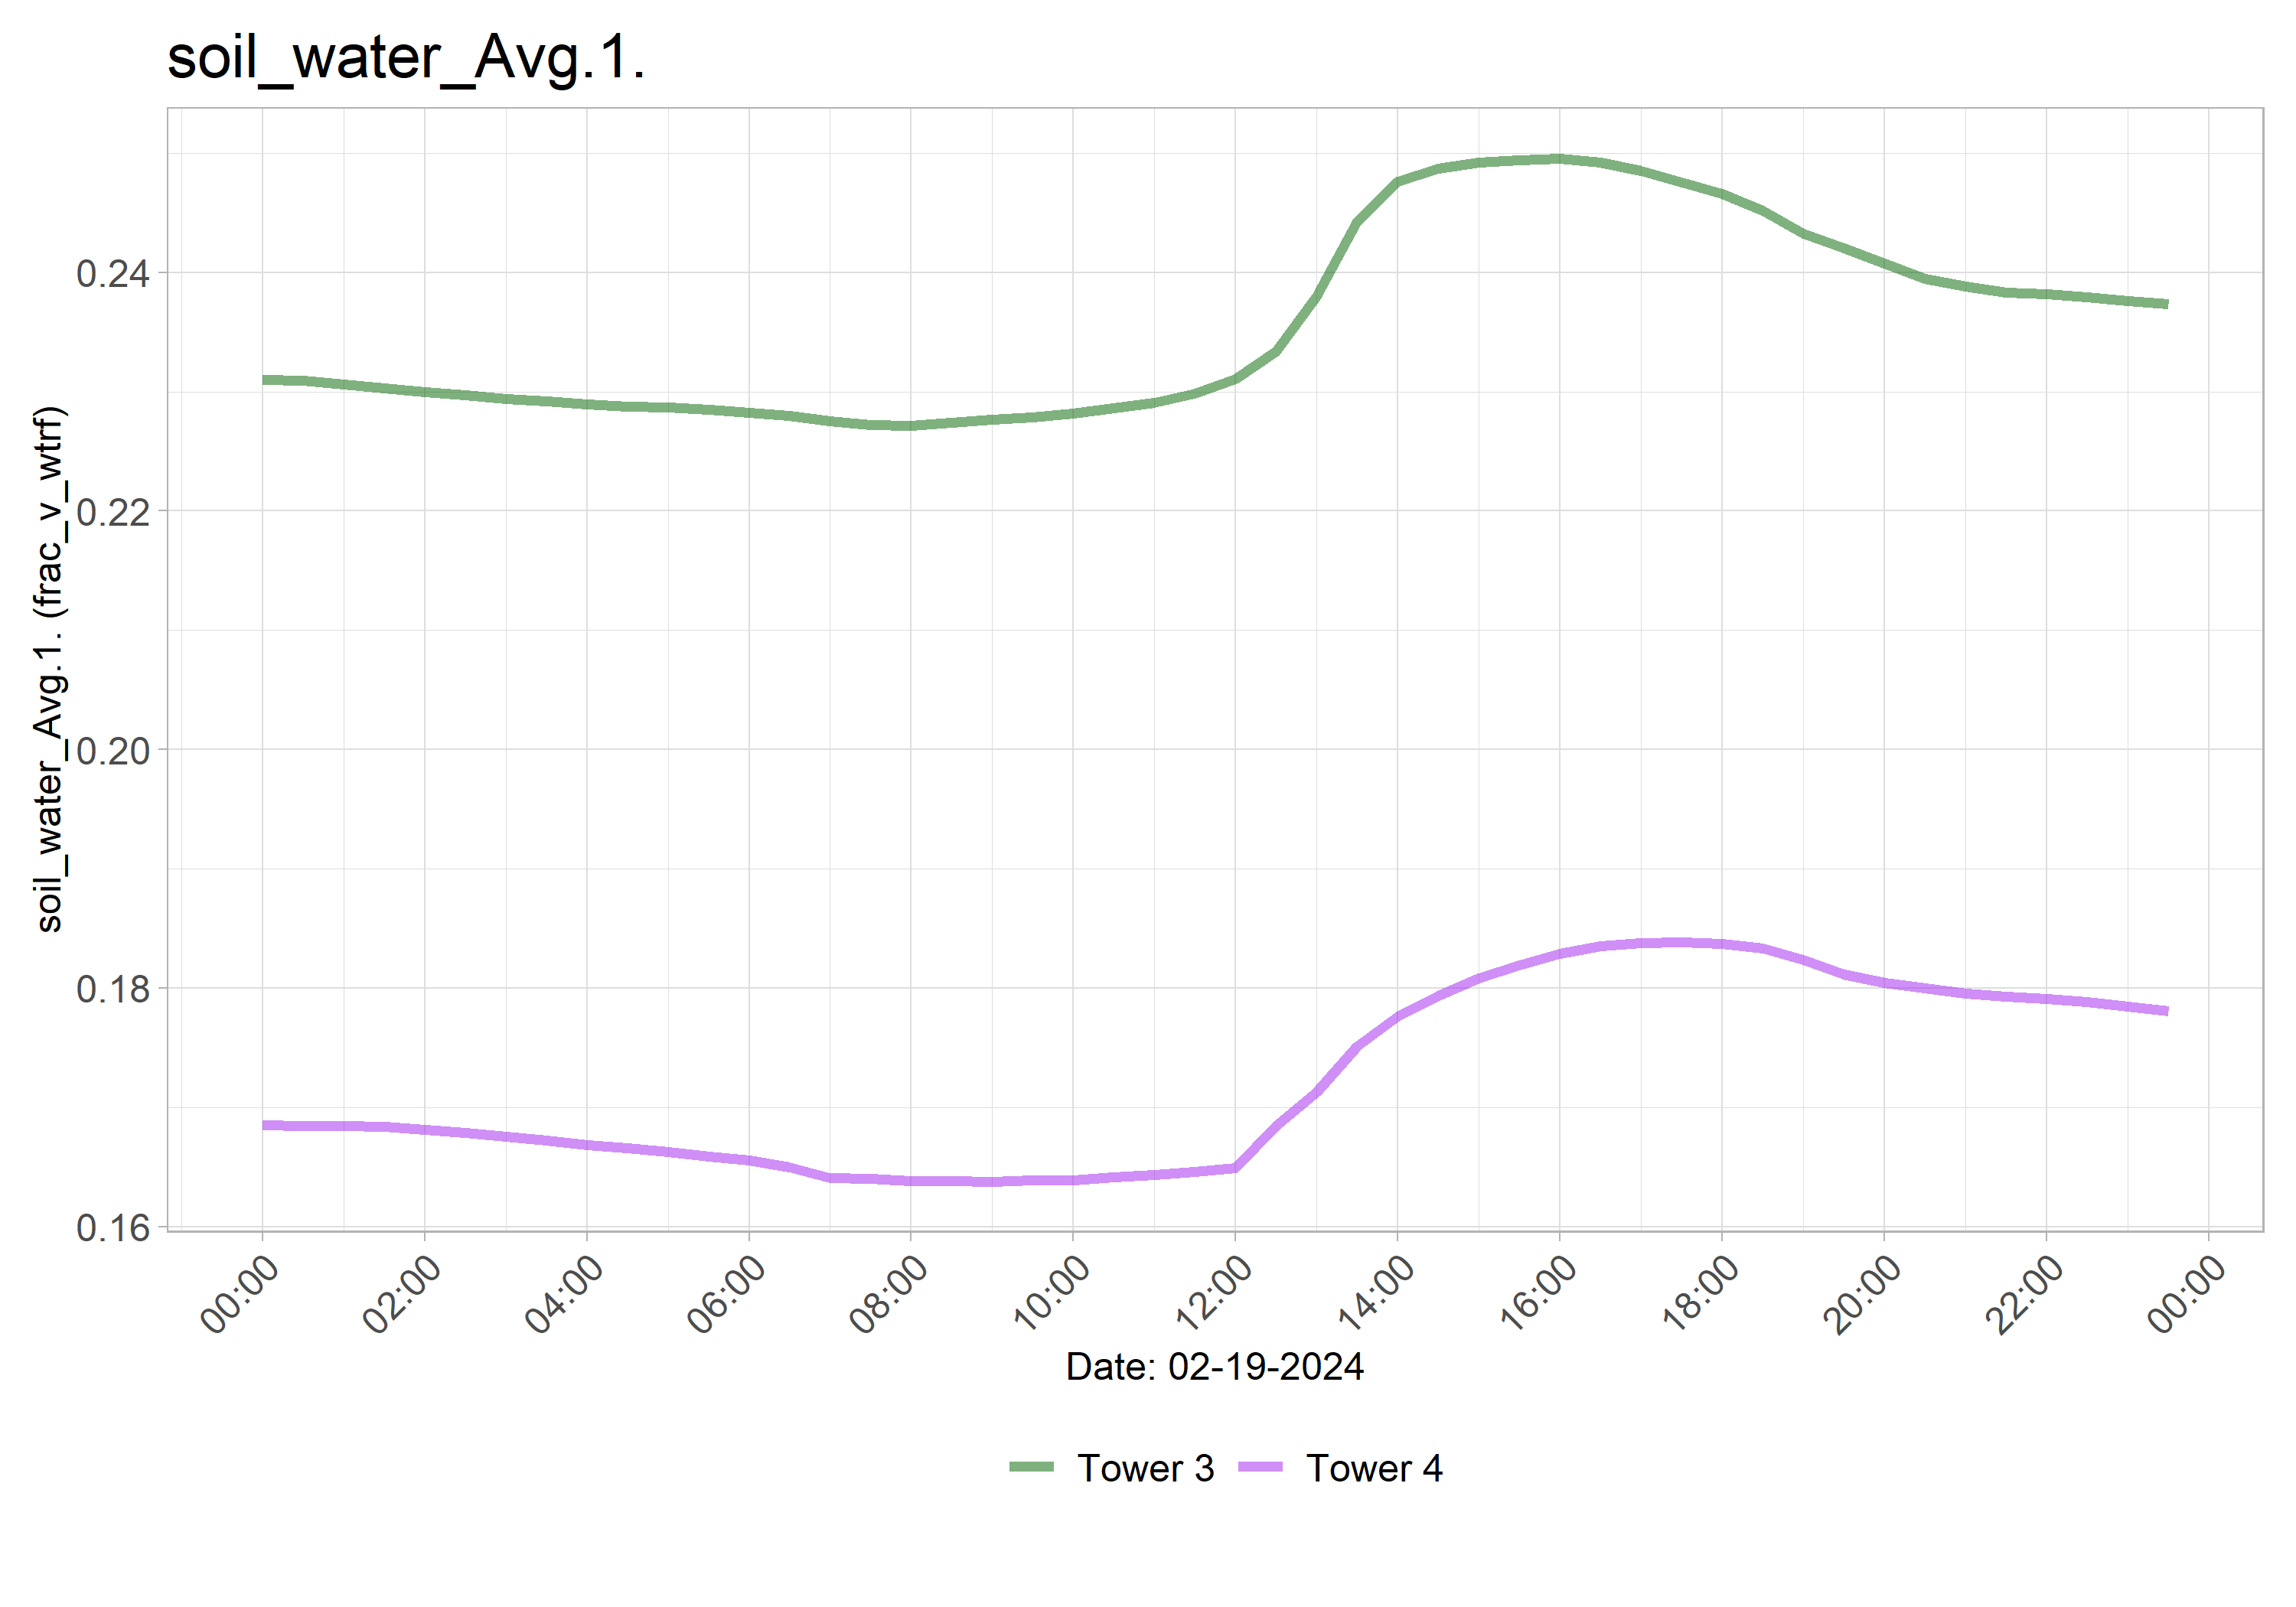 soil_water_Avg.1.
soil_water_Avg.1. (frac_v_wtrf)
0.24
0.22
0.20
0.18
0.16
00:00 02:00 04:00 06:00 08:00 10:00 12:00 14:00 16:00 18:00 20:00 22:00 00:00
Date: 02-19-2024
Tower 3 Tower 4